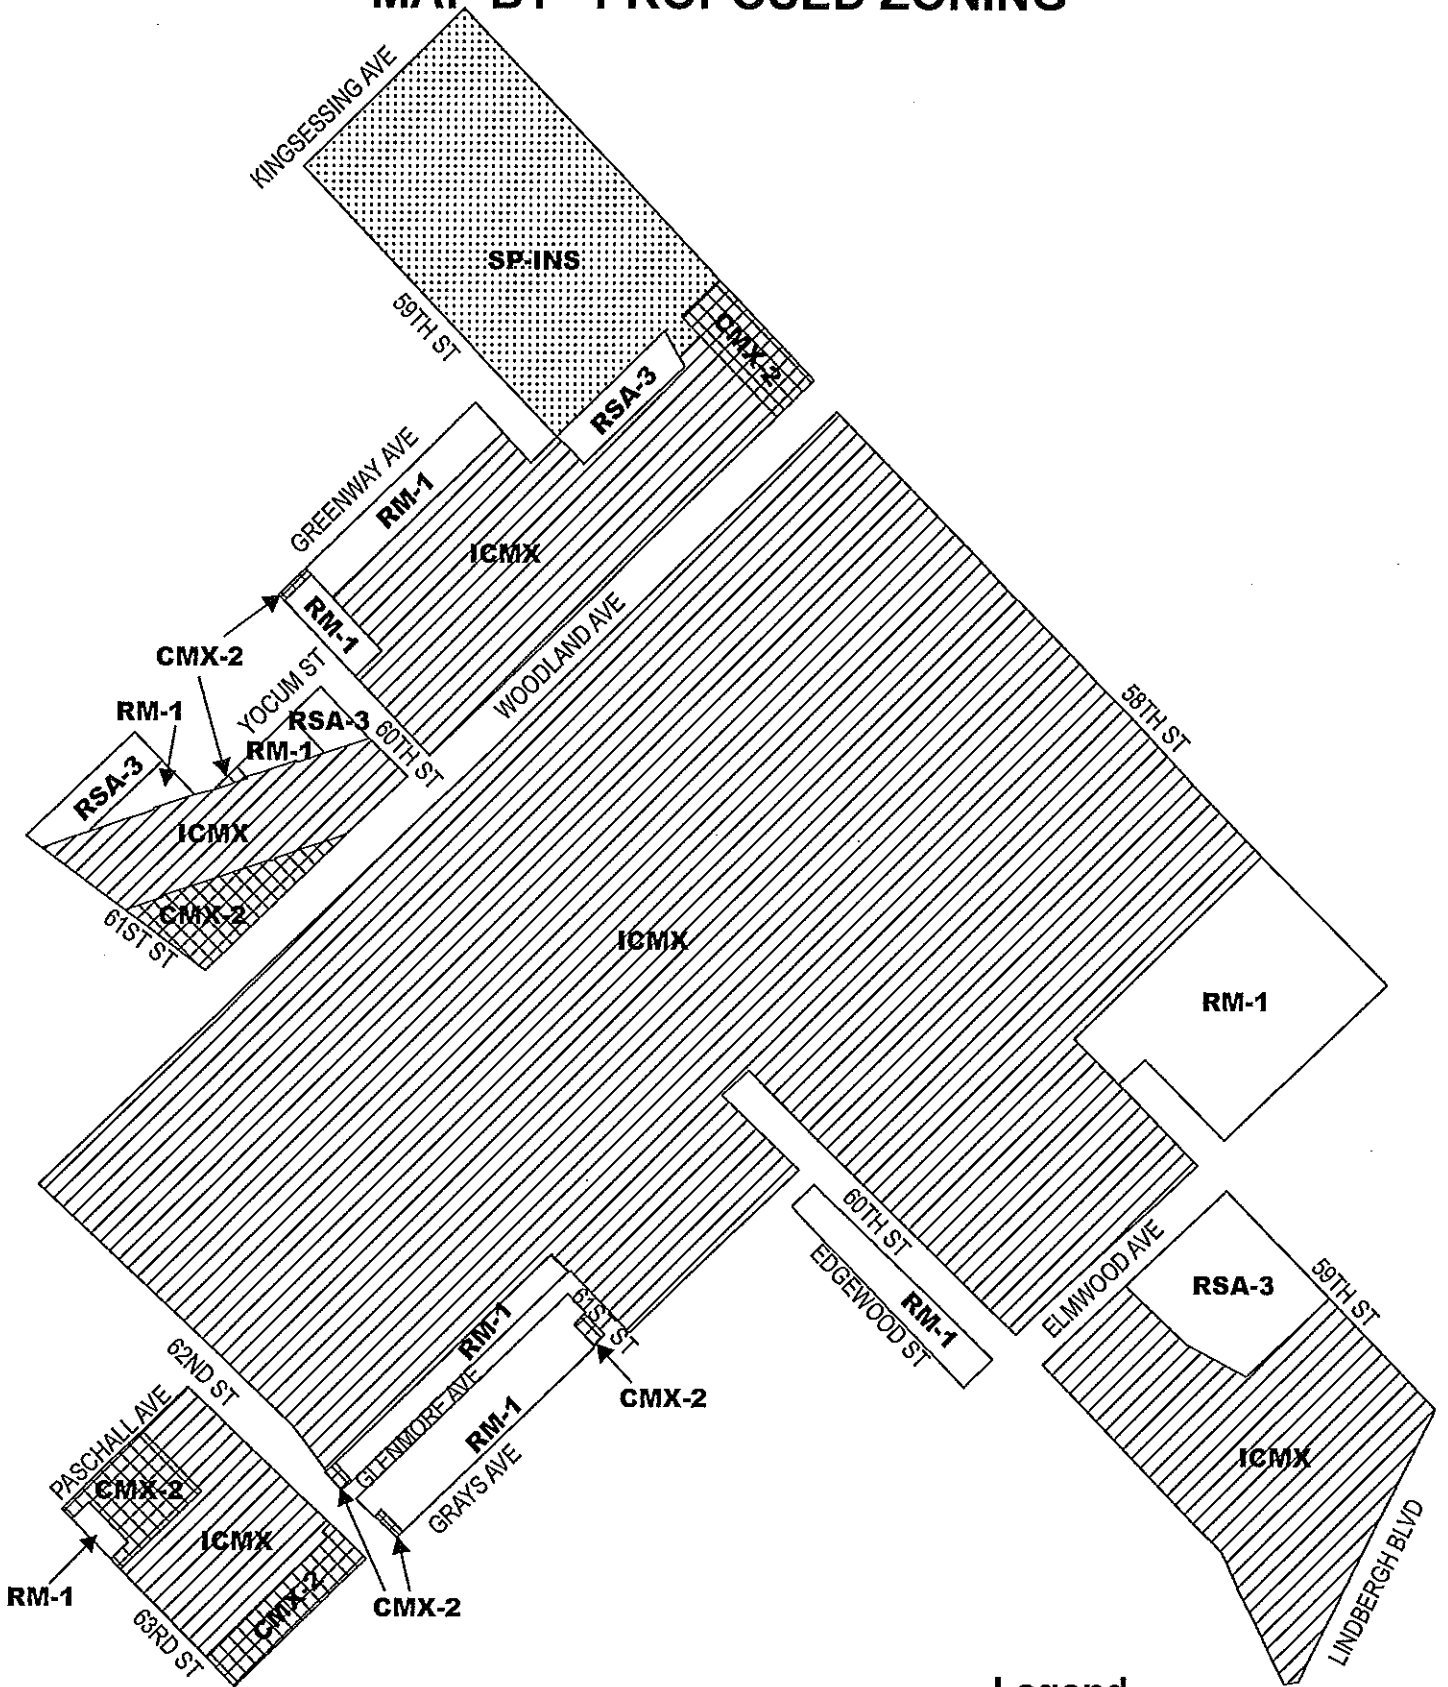 MAP B1 - PROPOSED ZONING
KINGSESSING AVE
SP-INS
59TH ST
CMX-2
RSA-3
GREENWAY AVE
RM-1
ICMX
RM-1
WOODLAND AVE
CMX-2
YOCUM ST
58TH ST
RM-1
RSA-3
60TH ST
RM-1
RSA-3
ICMX
CMX-2
61ST ST
ICMX
RM-1
60TH ST
EDGEWOOD ST
RM-1
ELMWOOD AVE
RSA-3
59TH ST
RM-1
61ST ST
62ND ST
GLENMORE AVE
CMX-2
RM-1
PASCHALL AVE
GRAYS AVE
ICMX
CMX-2
ICMX
LINDBERGH BLVD
RM-1
CMX-2
CMX-2
63RD ST
Legend